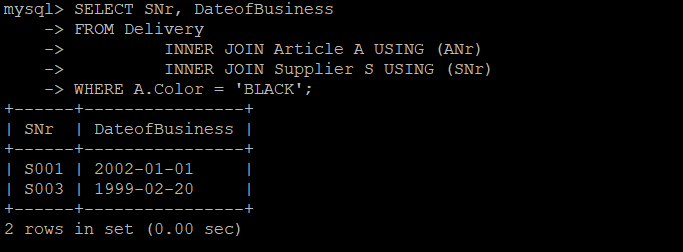 mysql> SELECT SNr, DateofBusiness
    -> FROM Delivery
    ->          INNER JOIN Article A USING (ANr)
    ->          INNER JOIN Supplier S USING (SNr)
    -> WHERE A.Color = 'BLACK';
+------+----------------+
| SNr  | DateofBusiness |
+------+----------------+
| S001 | 2002-01-01     |
| S003 | 1999-02-20     |
+------+----------------+
2 rows in set (0.00 sec)